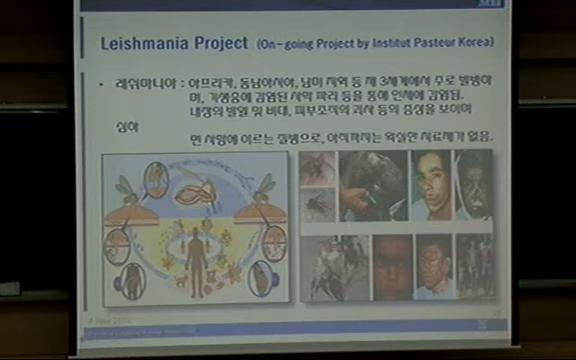 Leishmania Project (On-going Project by Institut Pasteur Korea)
• 레쉬마니아 : 아프리카, 동남아시아, 남미 지역 등 제 3세계에서 주로 발병하
며, 기생충에 감염된 사막 파리 등을 통해 인체에 감염됨.
내장의 발열 및 비대, 피부조직의 괴사 등의 증상을 보이며
심하
면 사망에 이르는 질병으로, 아직까지는 확실한 치료제가 없음.